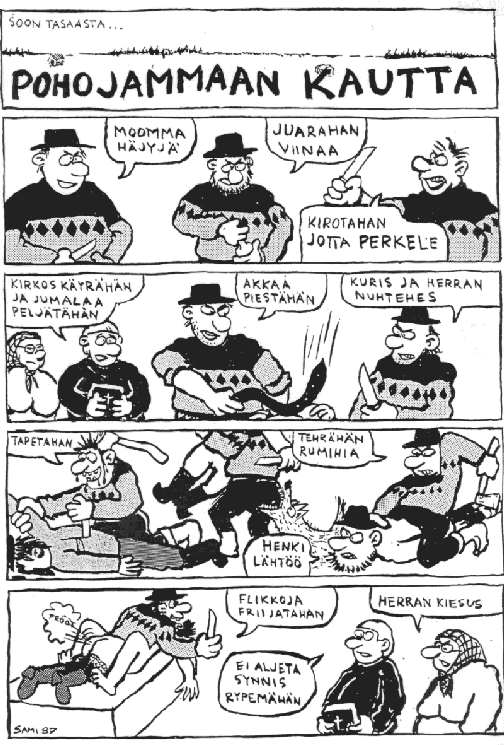 SOON TASAASTA...
POHOJAMMAAN KAUTTA
MOOMMA
HÄJYJÄ
JUARAHAN
VIINAA
KIROTAHAN
JOTTA PERKELE
KIRKOS KÄYRÄHÄN
JA JUMALAA
PELJÄTÄHÄN
AKKAA
PIESTÄHÄN
KURIS JA HERRAN
NUHTEHES
TAPETAHAN
HENKI
LÄHTÖÖ
TEHRÄHÄN
RUMIHIA
FLIKKOJA
FRIIJATAHAN
EI ALJETA
SYNNIS
RYPEMÄHÄN
HERRAN KIESUS
SAMI 87